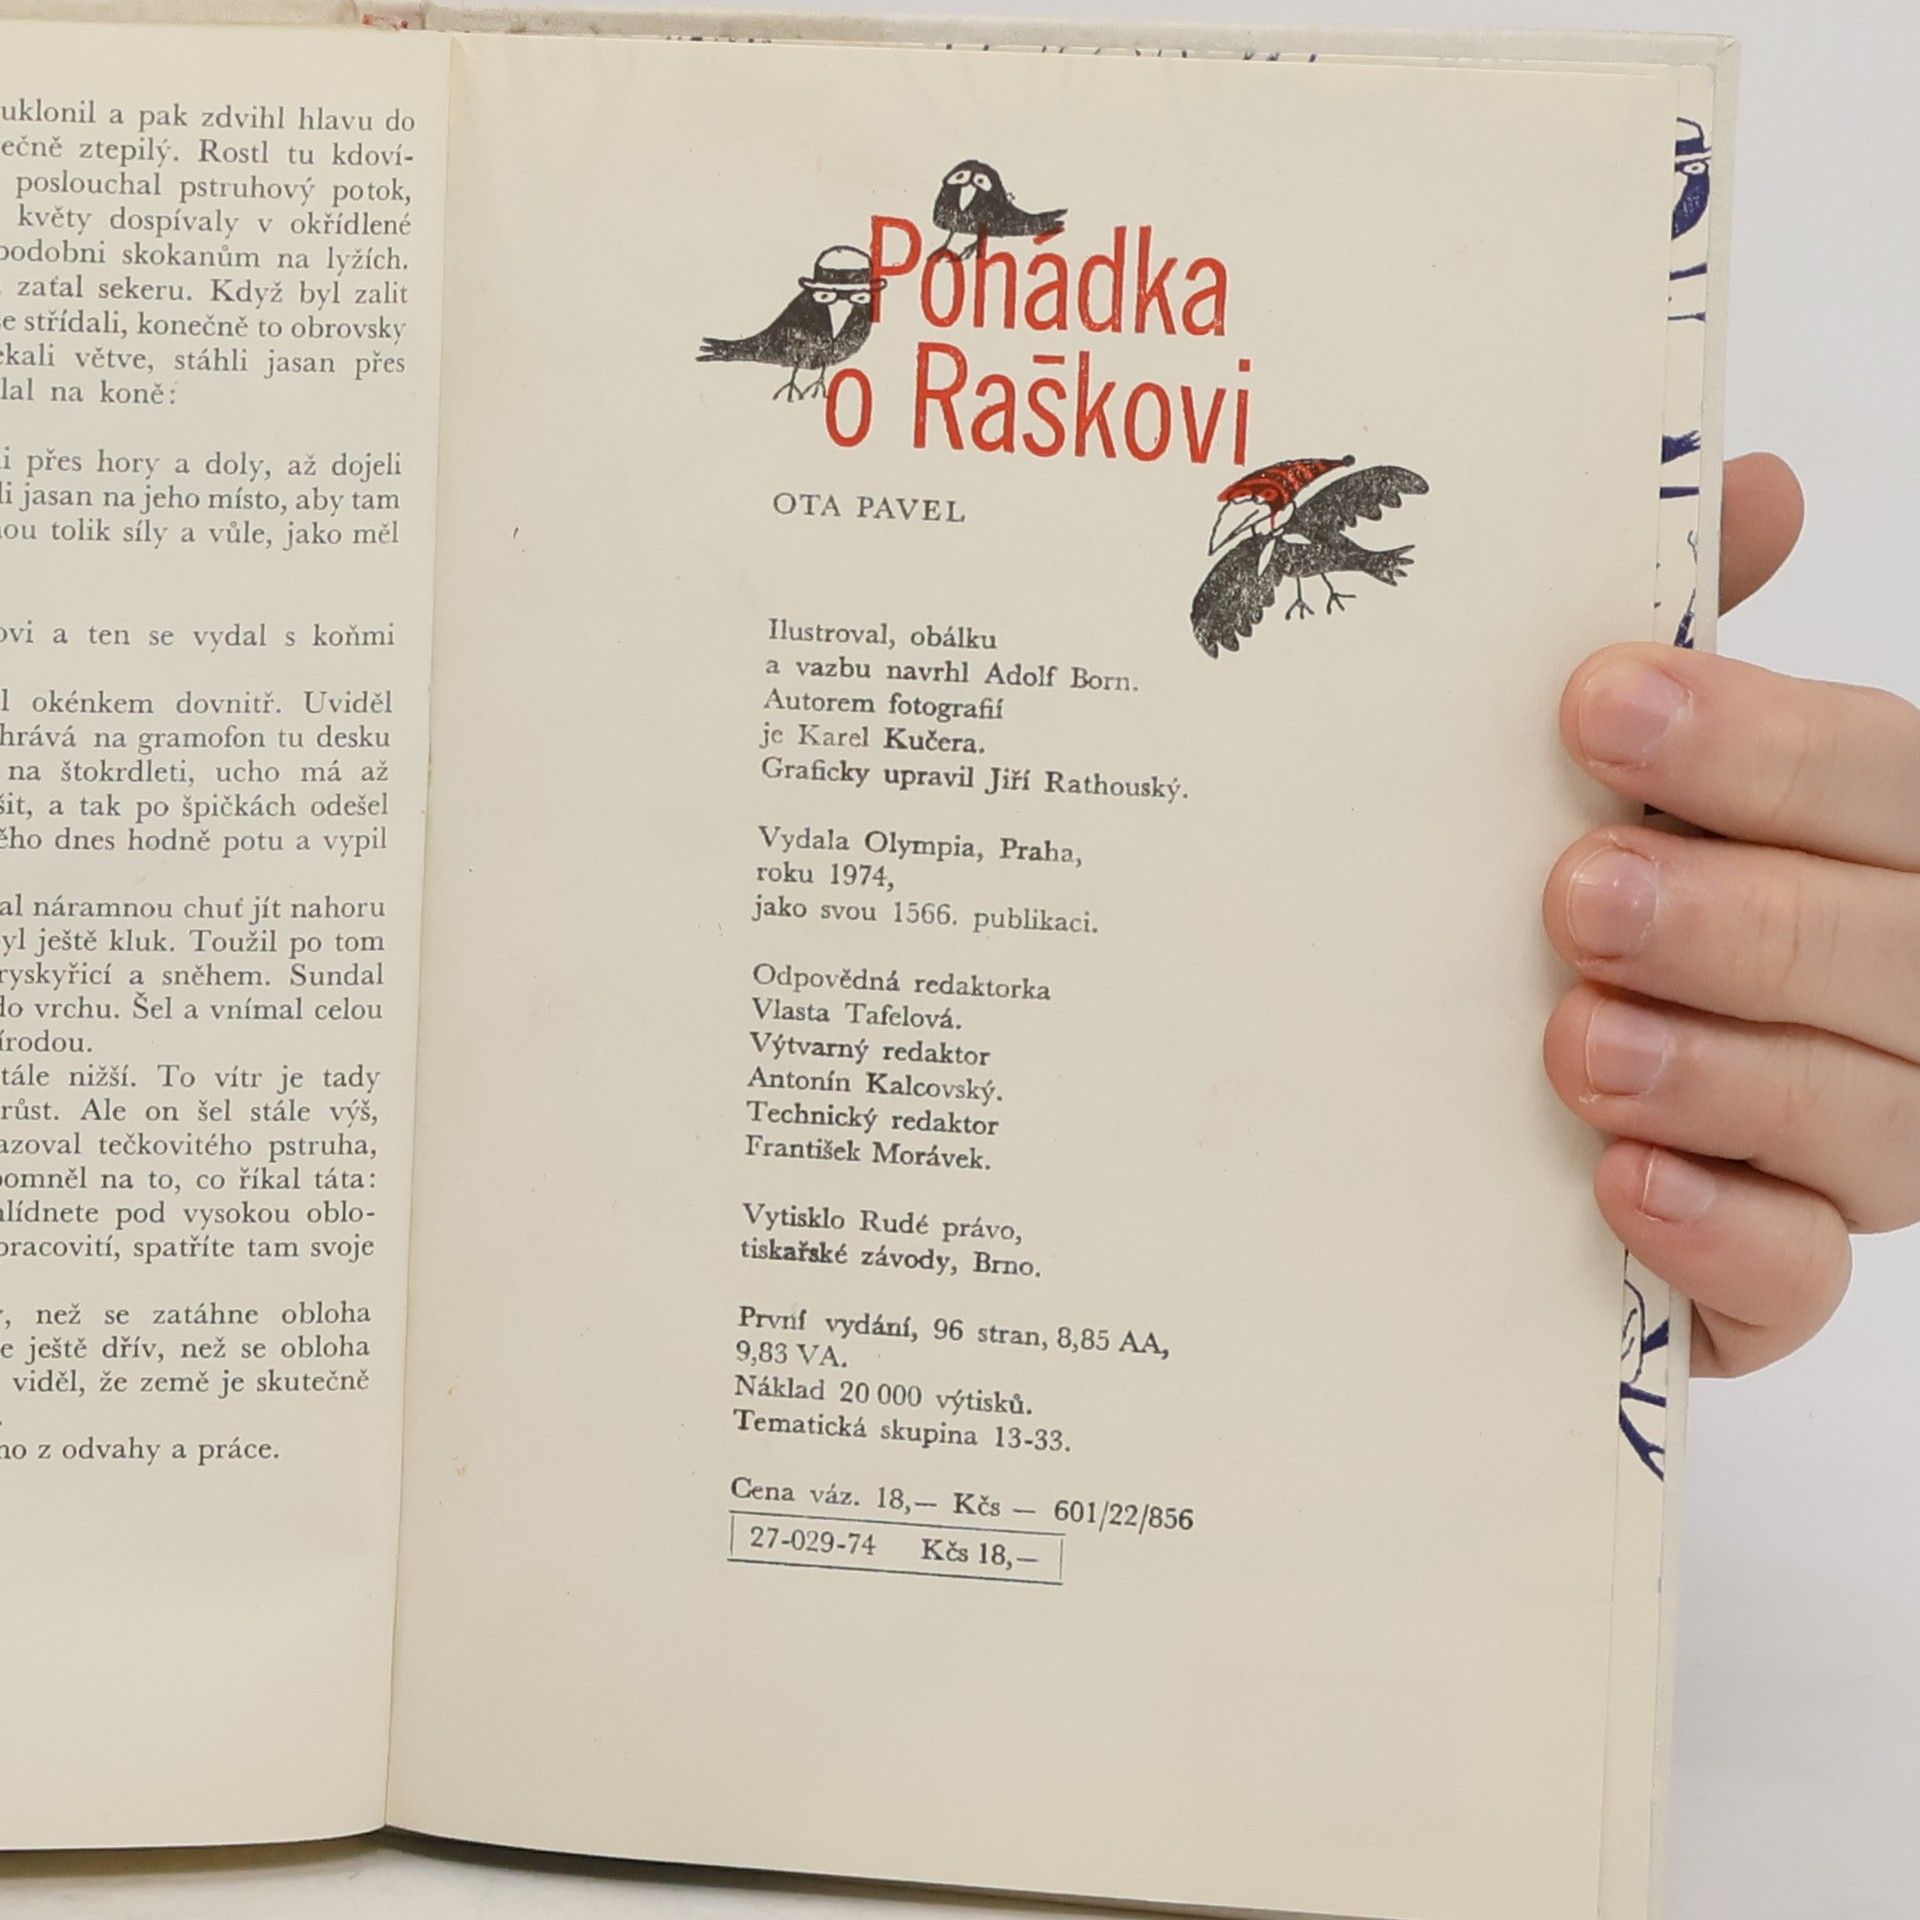 uklonil a pak zdvihl hlavu do
ečně ztepilý. Rostl tu kdoví-
poslouchal pstruhový potok,
květy dospívaly v okřídlené
podobni skokanům na lyžích.
zaťal sekeru. Když byl zalit
se střídali, konečně to obrovsky
ekali větve, stáhli jasan přes
lal na koně:
i přes hory a doly, až dojeli
li jasan na jeho místo, aby tam
nou tolik síly a vůle, jako měl
ovi a ten se vydal s koňmi
l okénkem dovnitř. Uviděl
hrává na gramofon tu desku
na štokrdleti, ucho má až
šit, a tak po špičkách odešel
ěho dnes hodně potu a vypil
al náramnou chuť jít nahoru
byl ještě kluk. Toužil po tom
ryskyřicí a sněhem. Sundal
do vrchu. Šel a vnímal celou
írodou.
tále nižší. To vítr je tady
růst. Ale on šel stále výš,
azoval tečkovitého pstruha,
pomněl na to, co říkal táta:
hlídnete pod vysokou oblo-
pracovití, spatříte tam svoje
, než se zatáhne obloha
e ještě dřív, než se obloha
viděl, že země je skutečně
no z odvahy a práce.
Pohádka
o Raškovi
OTA PAVEL
Ilustroval, obálku
a vazbu navrhl Adolf Born.
Autorem fotografií
je Karel Kučera.
Graficky upravil Jiří Rathouský.
Vydala Olympia, Praha,
roku 1974,
jako svou 1566. publikaci.
Odpovědná redaktorka
Vlasta Tafelová.
Výtvarný redaktor
Antonín Kalcovský.
Technický redaktor
František Morávek.
Vytisklo Rudé právo,
tiskařské závody, Brno.
První vydání, 96 stran, 8,85 AA,
9,83 VA.
Náklad 20 000 výtisků.
Tematická skupina 13-33.
Cena váz. 18,— Kčs — 601/22/856
27-029-74 Kčs 18,—